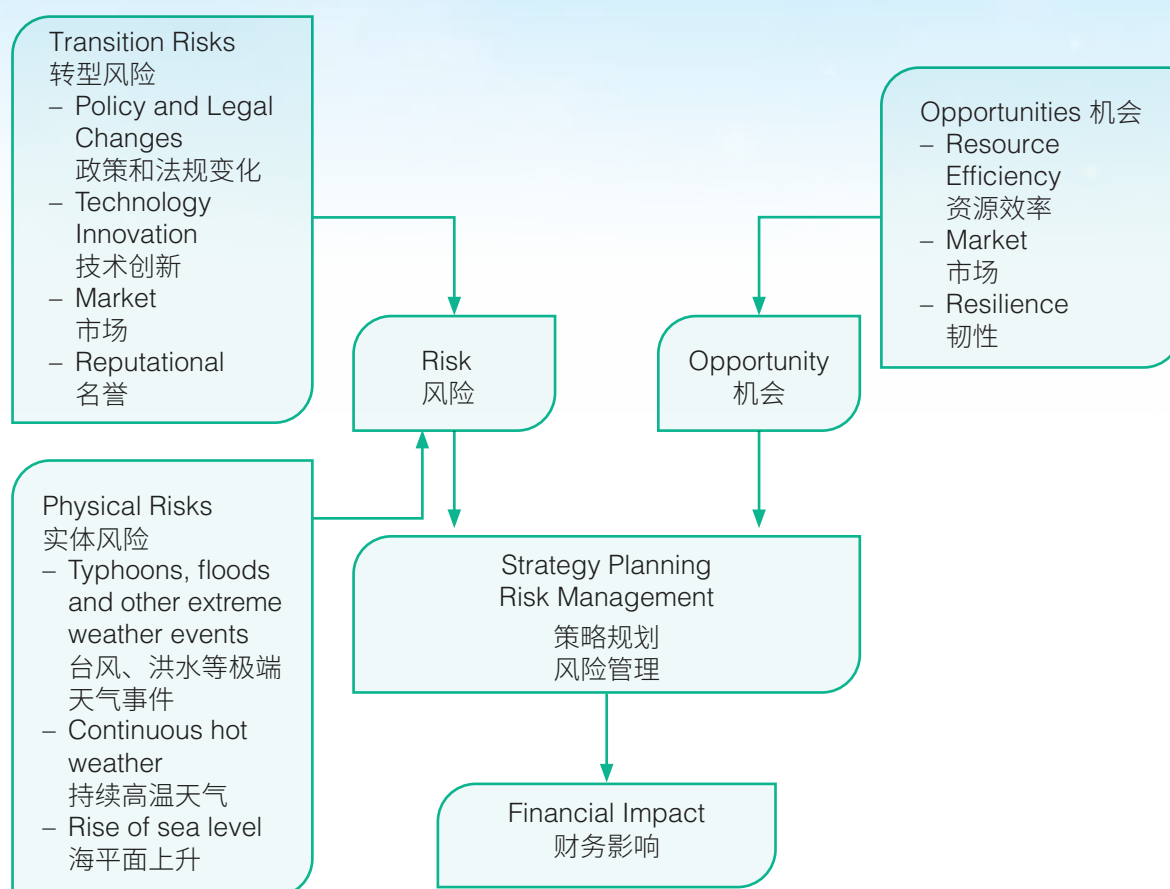 Transition Risks
转型风险
– Policy and Legal
Changes
政策和法规变化
– Technology
Innovation
技术创新
– Market
市场
– Reputational
名誉
Opportunities 机会
– Resource
Efficiency
资源效率
– Market
市场
– Resilience
韧性
Risk
风险
Opportunity
机会
Physical Risks
实体风险
– Typhoons, floods
and other extreme
weather events
台风、洪水等极端
天气事件
– Continuous hot
weather
持续高温天气
– Rise of sea level
海平面上升
Strategy Planning
Risk Management
策略规划
风险管理
Financial Impact
财务影响